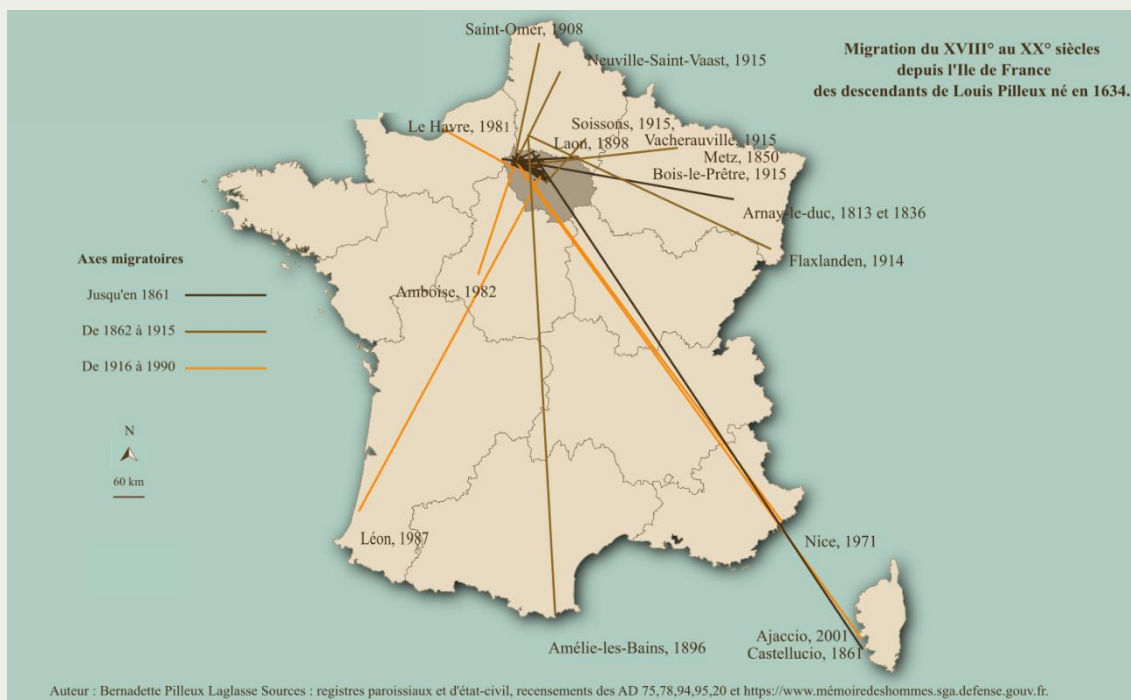 Migration du XVIII° au XX° siècles
depuis l'Ile de France
des descendants de Louis Pilleux né en 1634.
Saint-Omer, 1908
Neuville-Saint-Vaast, 1915
Le Havre, 1981
Soissons, 1915,
Laon, 1898
Vacherauville, 1915
Metz, 1850
Bois-le-Prêtre, 1915
Arnay-le-duc, 1813 et 1836
Flaxlanden, 1914
Axes migratoires
Jusqu'en 1861
De 1862 à 1915
De 1916 à 1990
Amboise, 1982
N
60 km
Léon, 1987
Nice, 1971
Ajaccio, 2001
Castellucio, 1861
Amélie-les-Bains, 1896
Auteur : Bernadette Pilleux Laglasse Sources : registres paroissiaux et d'état-civil, recensements des AD 75,78,94,95,20 et https://www.mémoiredeshommes.sga.defense.gouv.fr.